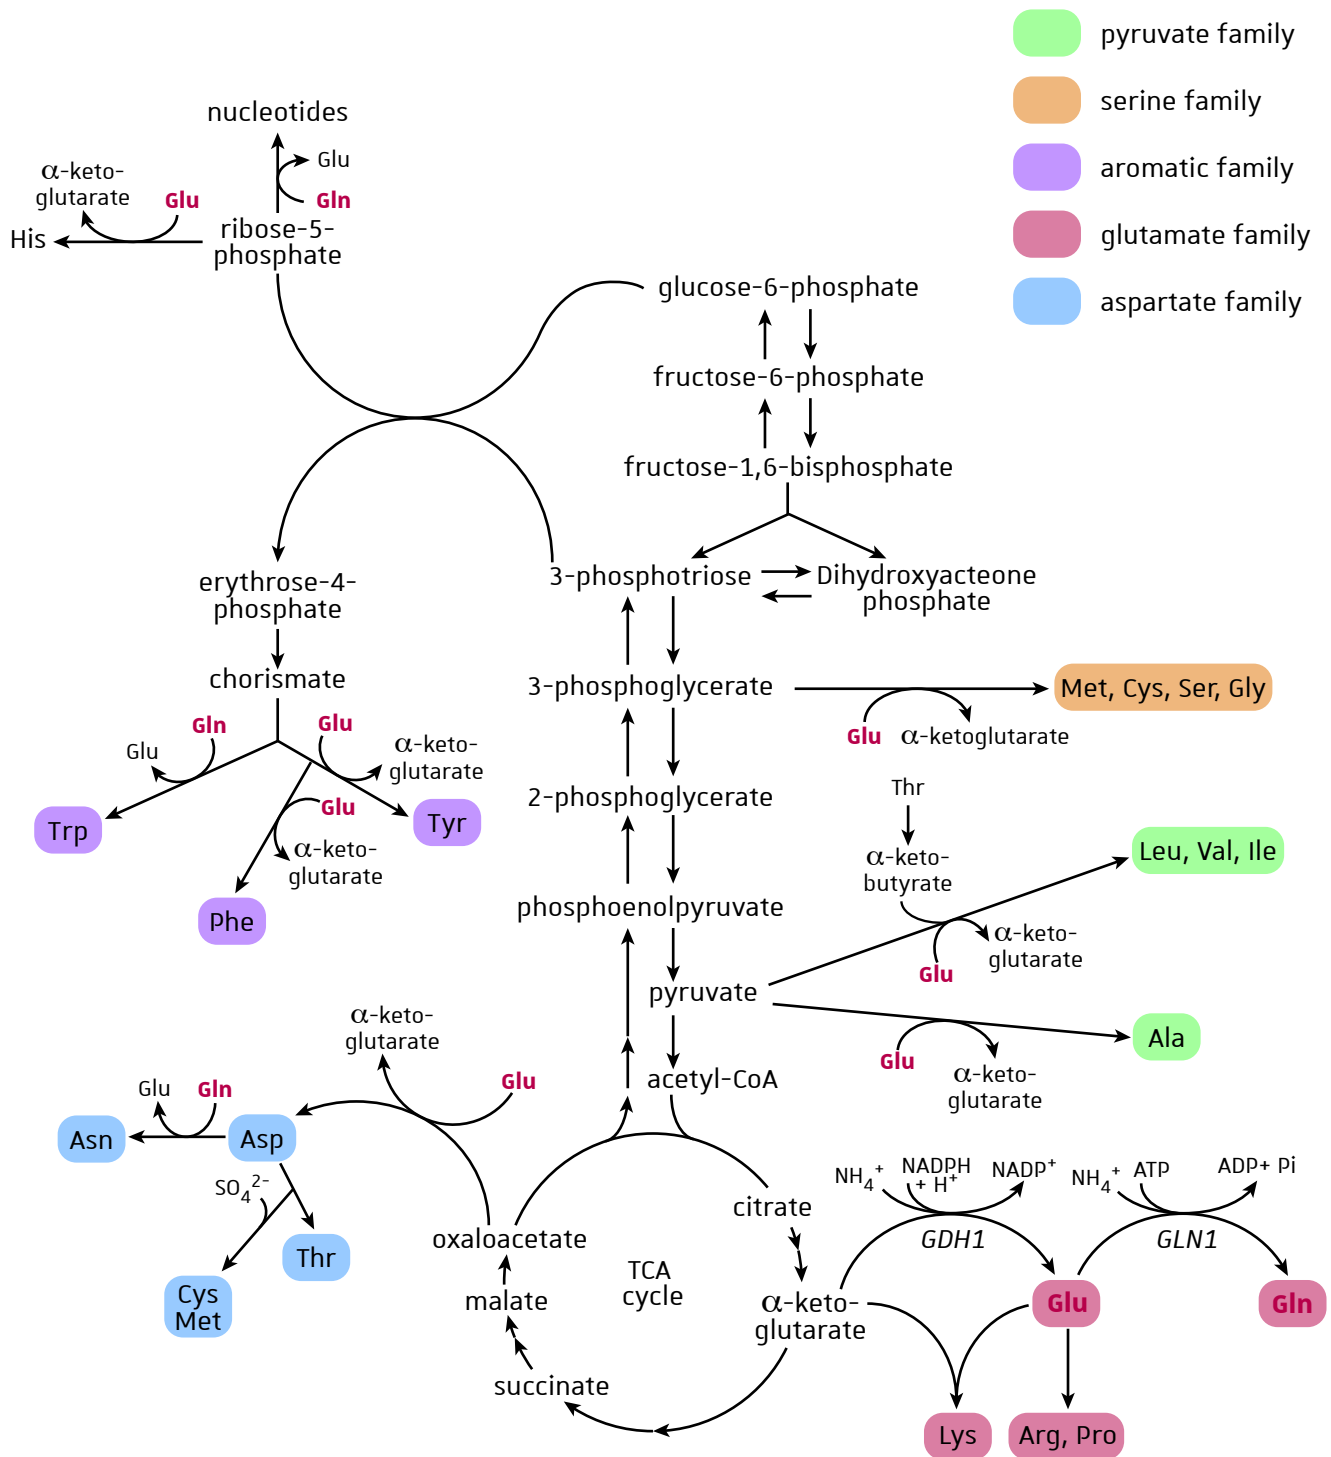 pyruvate family
serine family
aromatic family
glutamate family
aspartate family
nucleotides
Glu
Gln
α-keto-
glutarate
Glu
His
ribose-5-
phosphate
glucose-6-phosphate
fructose-6-phosphate
fructose-1,6-bisphosphate
3-phosphotriose
Dihydroxyacteone
phosphate
erythrose-4-
phosphate
chorismate
Gln
Glu
Glu
α-keto-
glutarate
Glu
α-keto-
glutarate
Trp
Tyr
Phe
3-phosphoglycerate
Glu
α-ketoglutarate
Met, Cys, Ser, Gly
2-phosphoglycerate
Thr
α-keto-
butyrate
Leu, Val, Ile
Glu
α-keto-
glutarate
phosphoenolpyruvate
pyruvate
Glu
α-keto-
glutarate
Ala
acetyl-CoA
α-keto-
glutarate
Glu
Glu
Gln
Asn
Asp
SO₄²⁻
Thr
Cys
Met
oxaloacetate
malate
succinate
TCA
cycle
citrate
α-keto-
glutarate
NH₄⁺
NADPH
+ H⁺
NADP⁺
GDH1
NH₄⁺
ATP
ADP+ Pi
GLN1
Glu
Gln
Lys
Arg, Pro